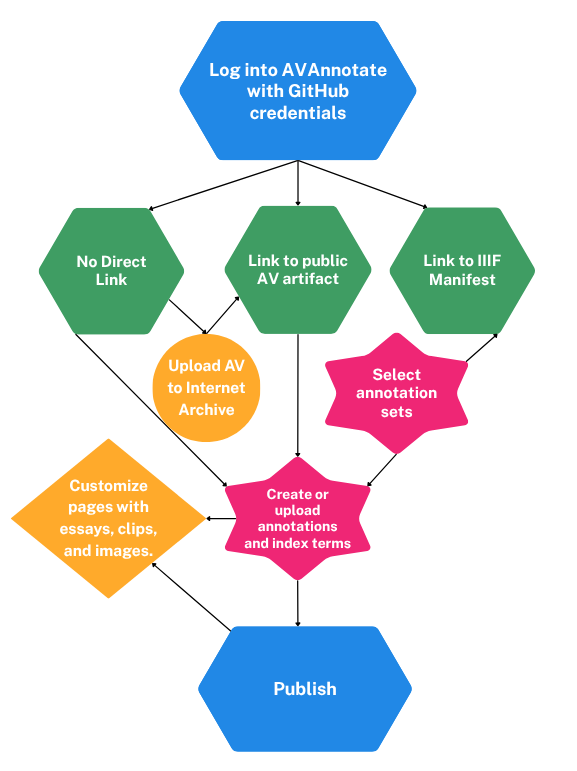 Log into AVAnnotate
with GitHub
credentials
No Direct
Link
Link to public
AV artifact
Link to IIIF
Manifest
Upload AV
to Internet
Archive
Select
annotation
sets
Customize
pages with
essays, clips,
and images.
Create or
upload
annotations
and index terms
Publish